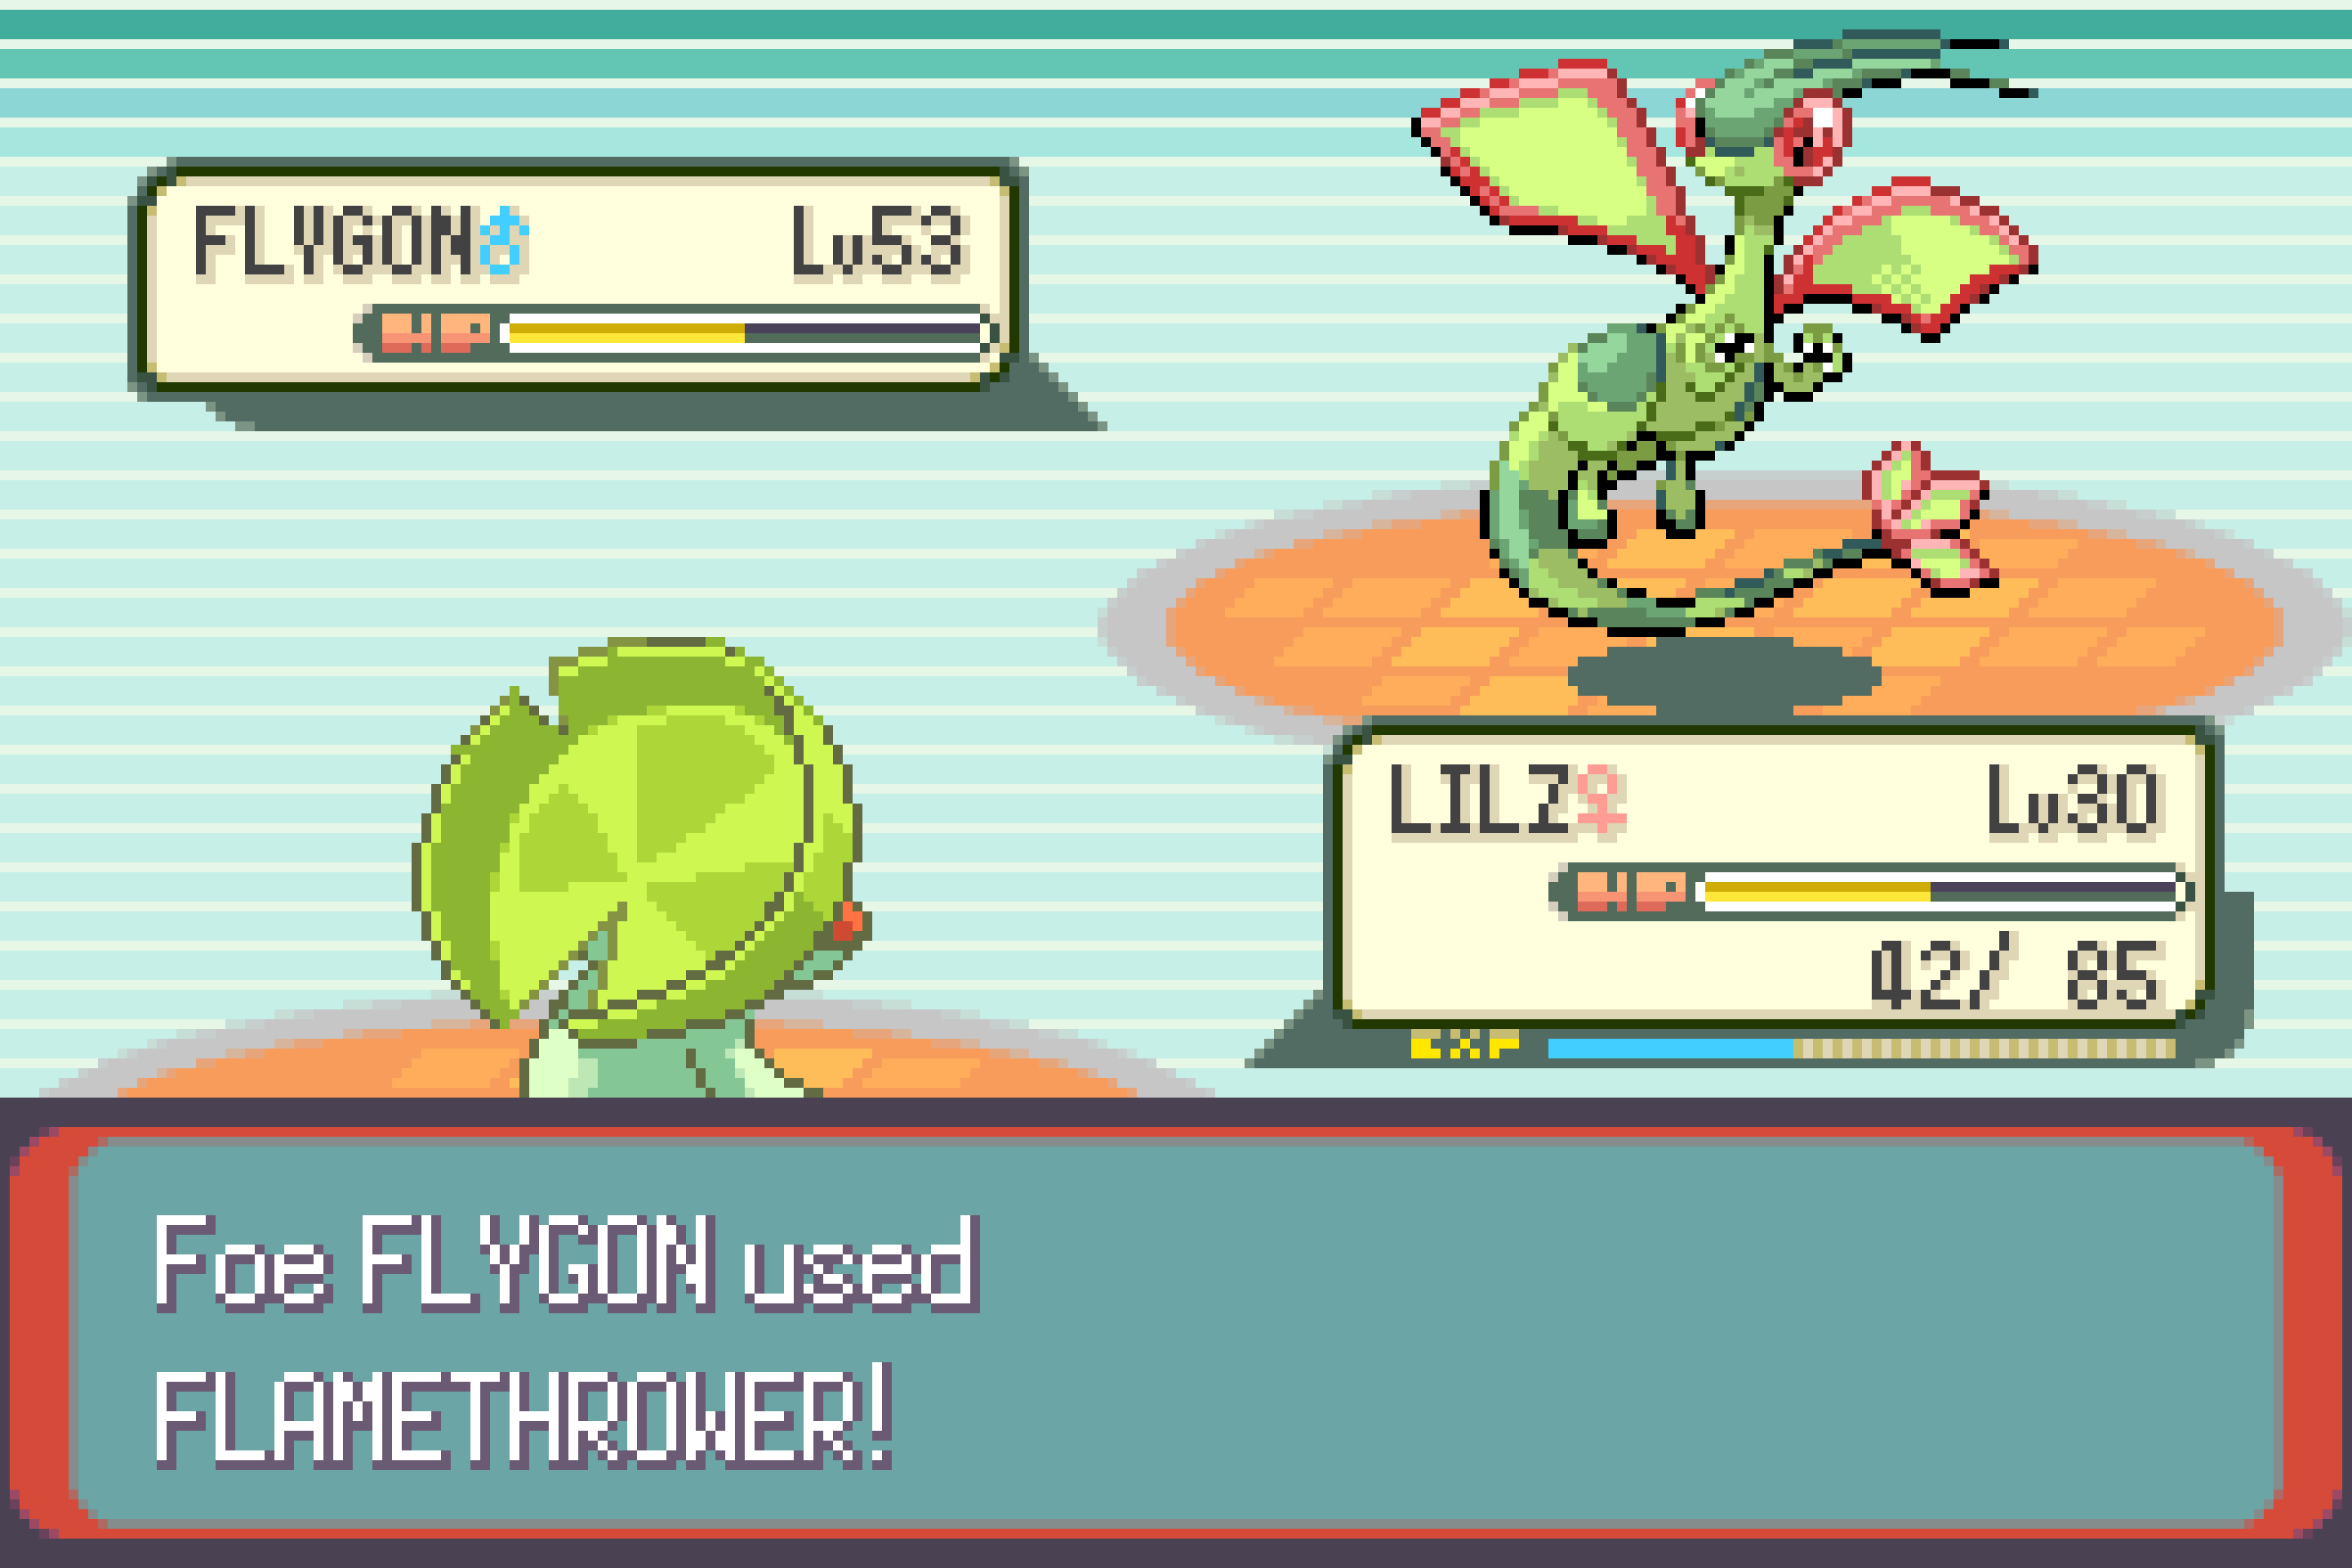 FLYGON♂ Lv53
HP
LILZ♀ Lv30
HP
42/ 85
EXP
Foe FLYGON used
FLAMETHROWER!